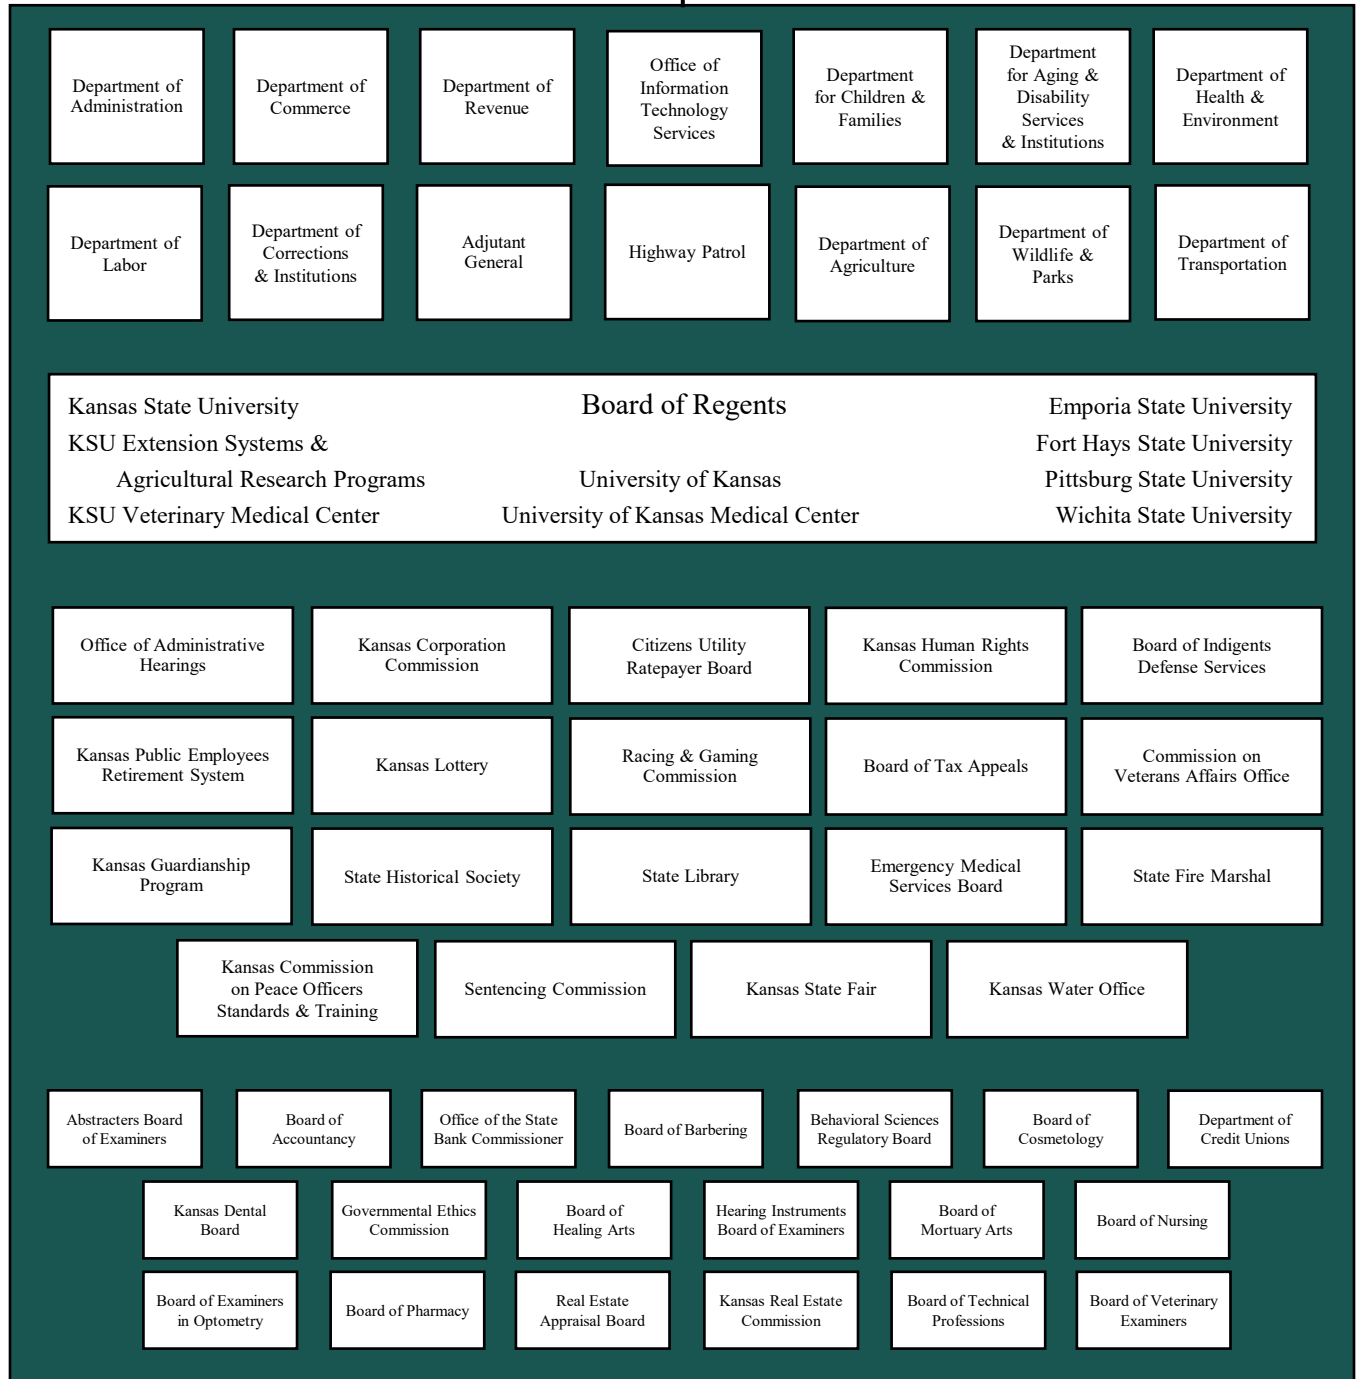 Department of
Administration
Department of
Commerce
Department of
Revenue
Office of
Information
Technology
Services
Department
for Children &
Families
Department
for Aging &
Disability
Services
& Institutions
Department of
Health &
Environment
Department of
Labor
Department of
Corrections
& Institutions
Adjutant
General
Highway Patrol
Department of
Agriculture
Department of
Wildlife &
Parks
Department of
Transportation
Kansas State University
KSU Extension Systems &
Agricultural Research Programs
KSU Veterinary Medical Center
Board of Regents
University of Kansas
University of Kansas Medical Center
Emporia State University
Fort Hays State University
Pittsburg State University
Wichita State University
Office of Administrative
Hearings
Kansas Corporation
Commission
Citizens Utility
Ratepayer Board
Kansas Human Rights
Commission
Board of Indigents
Defense Services
Kansas Public Employees
Retirement System
Kansas Lottery
Racing & Gaming
Commission
Board of Tax Appeals
Commission on
Veterans Affairs Office
Kansas Guardianship
Program
State Historical Society
State Library
Emergency Medical
Services Board
State Fire Marshal
Kansas Commission
on Peace Officers
Standards & Training
Sentencing Commission
Kansas State Fair
Kansas Water Office
Abstracters Board
of Examiners
Board of
Accountancy
Office of the State
Bank Commissioner
Board of Barbering
Behavioral Sciences
Regulatory Board
Board of
Cosmetology
Department of
Credit Unions
Kansas Dental
Board
Governmental Ethics
Commission
Board of
Healing Arts
Hearing Instruments
Board of Examiners
Board of
Mortuary Arts
Board of Nursing
Board of Examiners
in Optometry
Board of Pharmacy
Real Estate
Appraisal Board
Kansas Real Estate
Commission
Board of Technical
Professions
Board of Veterinary
Examiners